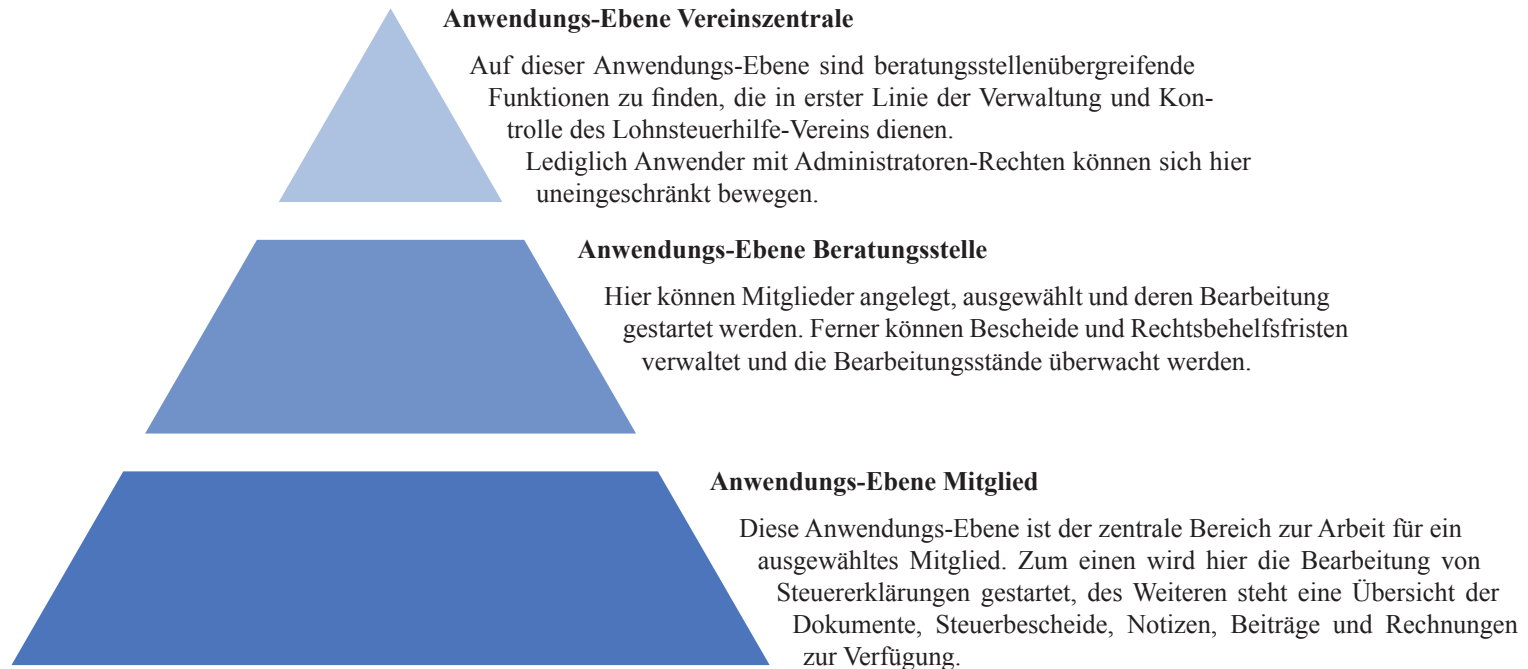 Anwendungs-Ebene Vereinszentrale
Auf dieser Anwendungs-Ebene sind beratungsstellenübergreifende
Funktionen zu finden, die in erster Linie der Verwaltung und Kon-
trolle des Lohnsteuerhilfe-Vereins dienen.
Lediglich Anwender mit Administratoren-Rechten können sich hier
uneingeschränkt bewegen.
Anwendungs-Ebene Beratungsstelle
Hier können Mitglieder angelegt, ausgewählt und deren Bearbeitung
gestartet werden. Ferner können Bescheide und Rechtsbehelfsfristen
verwaltet und die Bearbeitungsstände überwacht werden.
Anwendungs-Ebene Mitglied
Diese Anwendungs-Ebene ist der zentrale Bereich zur Arbeit für ein
ausgewähltes Mitglied. Zum einen wird hier die Bearbeitung von
Steuererklärungen gestartet, des Weiteren steht eine Übersicht der
Dokumente, Steuerbescheide, Notizen, Beiträge und Rechnungen
zur Verfügung.